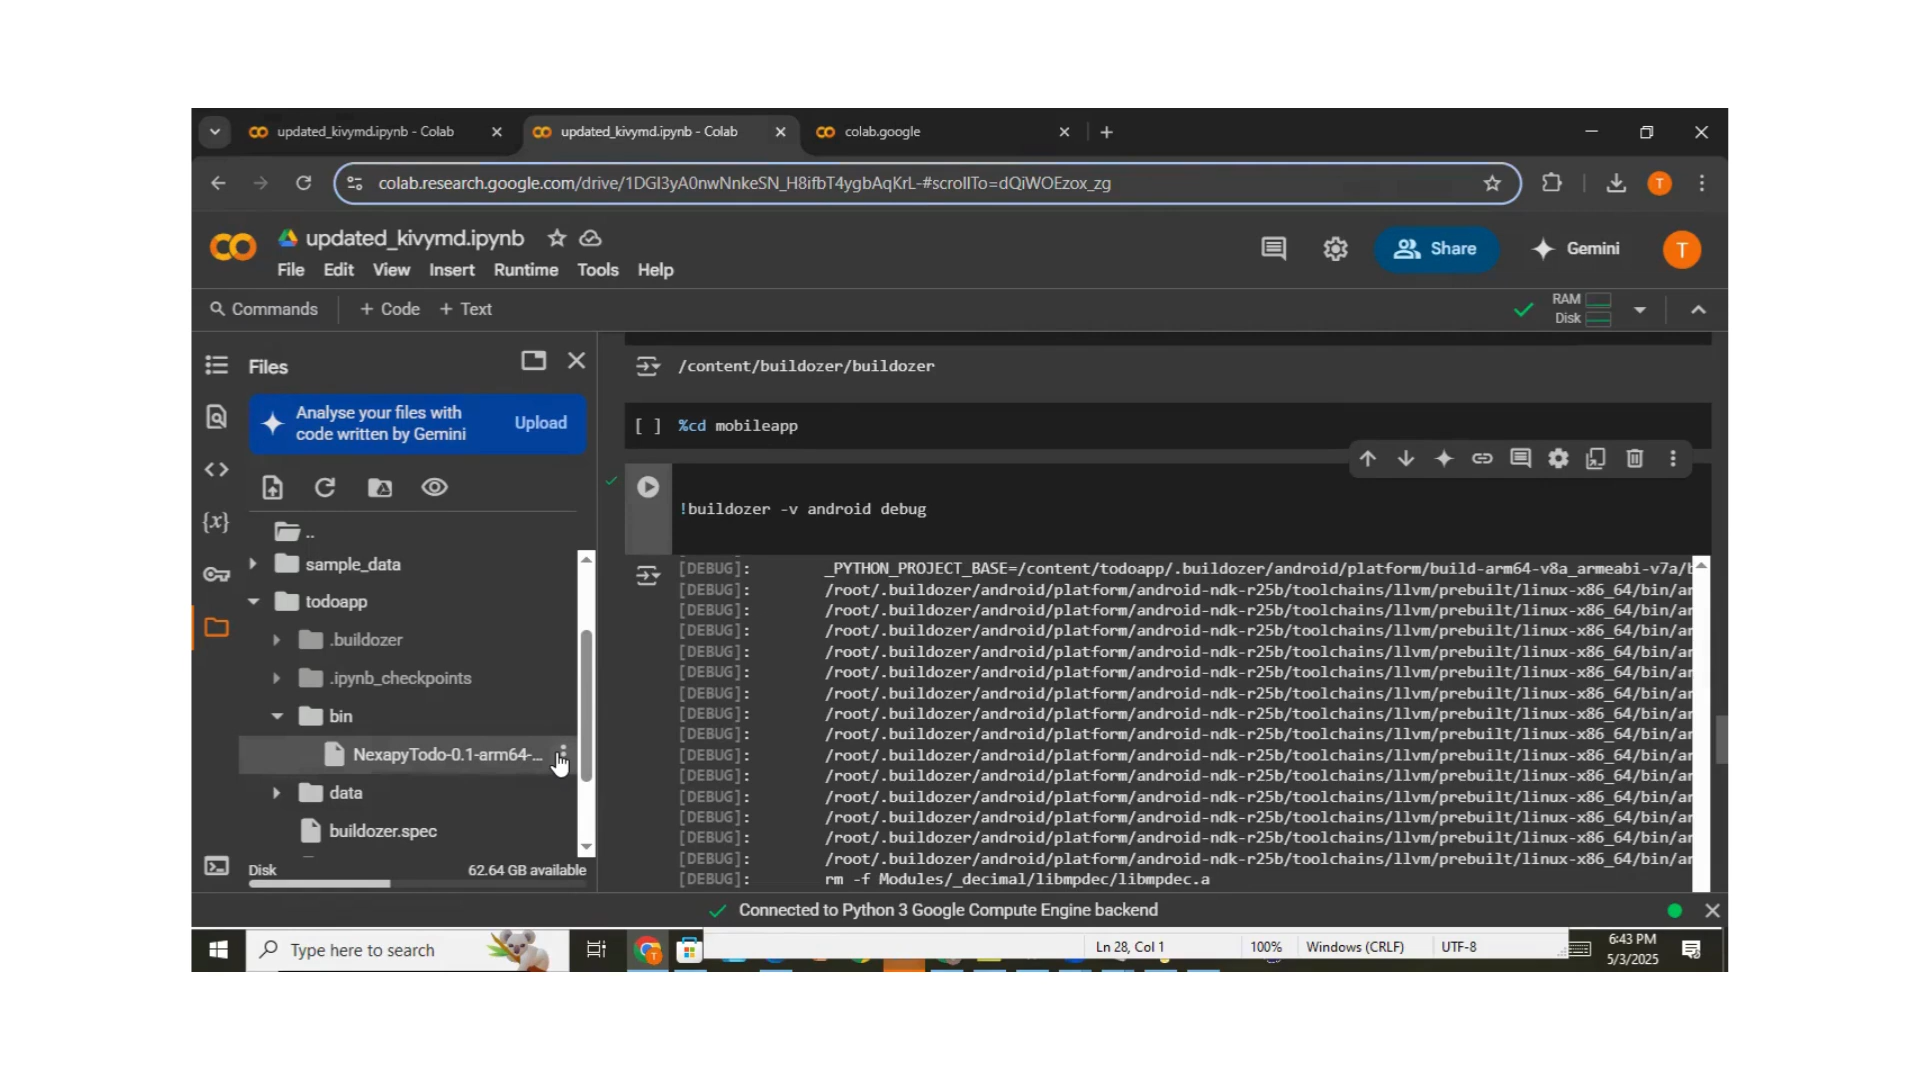 updated_kivymd.ipynb - Colab
updated_kivymd.ipynb - Colab
colab.google
colab.research.google.com/drive/1DGI3yA0nwNnkeSN_H8ifbT4ygbAqKrL-#scrollTo=dQiWOEzox_zg
T
updated_kivymd.ipynb
File Edit View Insert Runtime Tools Help
Share
Gemini
T
Commands
+ Code
+ Text
RAM
Disk
Files
Analyse your files with
code written by Gemini
Upload
{x}
..
sample_data
todoapp
.buildozer
.ipynb_checkpoints
bin
NexapyTodo-0.1-arm64-...
data
buildozer.spec
Disk
62.64 GB available
/content/buildozer/buildozer
[ ] %cd mobileapp
!buildozer -v android debug
[DEBUG]: _PYTHON_PROJECT_BASE=/content/todoapp/.buildozer/android/platform/build-arm64-v8a_armeabi-v7a/b
[DEBUG]: /root/.buildozer/android/platform/android-ndk-r25b/toolchains/llvm/prebuilt/linux-x86_64/bin/ar
[DEBUG]: /root/.buildozer/android/platform/android-ndk-r25b/toolchains/llvm/prebuilt/linux-x86_64/bin/ar
[DEBUG]: /root/.buildozer/android/platform/android-ndk-r25b/toolchains/llvm/prebuilt/linux-x86_64/bin/ar
[DEBUG]: /root/.buildozer/android/platform/android-ndk-r25b/toolchains/llvm/prebuilt/linux-x86_64/bin/ar
[DEBUG]: /root/.buildozer/android/platform/android-ndk-r25b/toolchains/llvm/prebuilt/linux-x86_64/bin/ar
[DEBUG]: /root/.buildozer/android/platform/android-ndk-r25b/toolchains/llvm/prebuilt/linux-x86_64/bin/ar
[DEBUG]: /root/.buildozer/android/platform/android-ndk-r25b/toolchains/llvm/prebuilt/linux-x86_64/bin/ar
[DEBUG]: /root/.buildozer/android/platform/android-ndk-r25b/toolchains/llvm/prebuilt/linux-x86_64/bin/ar
[DEBUG]: /root/.buildozer/android/platform/android-ndk-r25b/toolchains/llvm/prebuilt/linux-x86_64/bin/ar
[DEBUG]: /root/.buildozer/android/platform/android-ndk-r25b/toolchains/llvm/prebuilt/linux-x86_64/bin/ar
[DEBUG]: /root/.buildozer/android/platform/android-ndk-r25b/toolchains/llvm/prebuilt/linux-x86_64/bin/ar
[DEBUG]: /root/.buildozer/android/platform/android-ndk-r25b/toolchains/llvm/prebuilt/linux-x86_64/bin/ar
[DEBUG]: /root/.buildozer/android/platform/android-ndk-r25b/toolchains/llvm/prebuilt/linux-x86_64/bin/ar
[DEBUG]: /root/.buildozer/android/platform/android-ndk-r25b/toolchains/llvm/prebuilt/linux-x86_64/bin/ar
[DEBUG]: rm -f Modules/_decimal/libmpdec/libmpdec.a
Connected to Python 3 Google Compute Engine backend
Type here to search
Ln 28, Col 1
100%
Windows (CRLF)
UTF-8
6:43 PM
5/3/2025